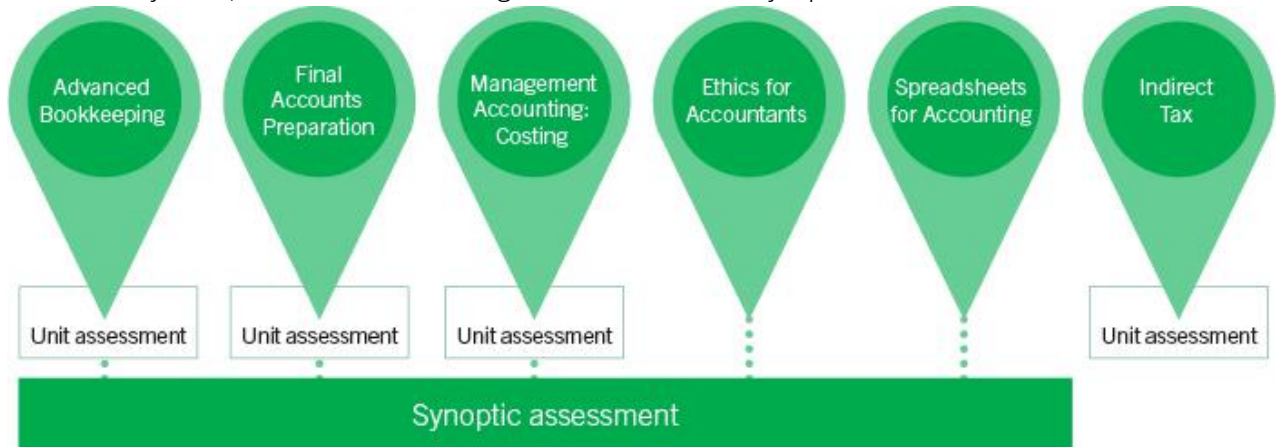 Advanced
Bookkeeping
Final
Accounts
Preparation
Management
Accounting:
Costing
Ethics for
Accountants
Spreadsheets
for Accounting
Indirect
Tax
Unit assessment
Unit assessment
Unit assessment
Unit assessment
Synoptic assessment